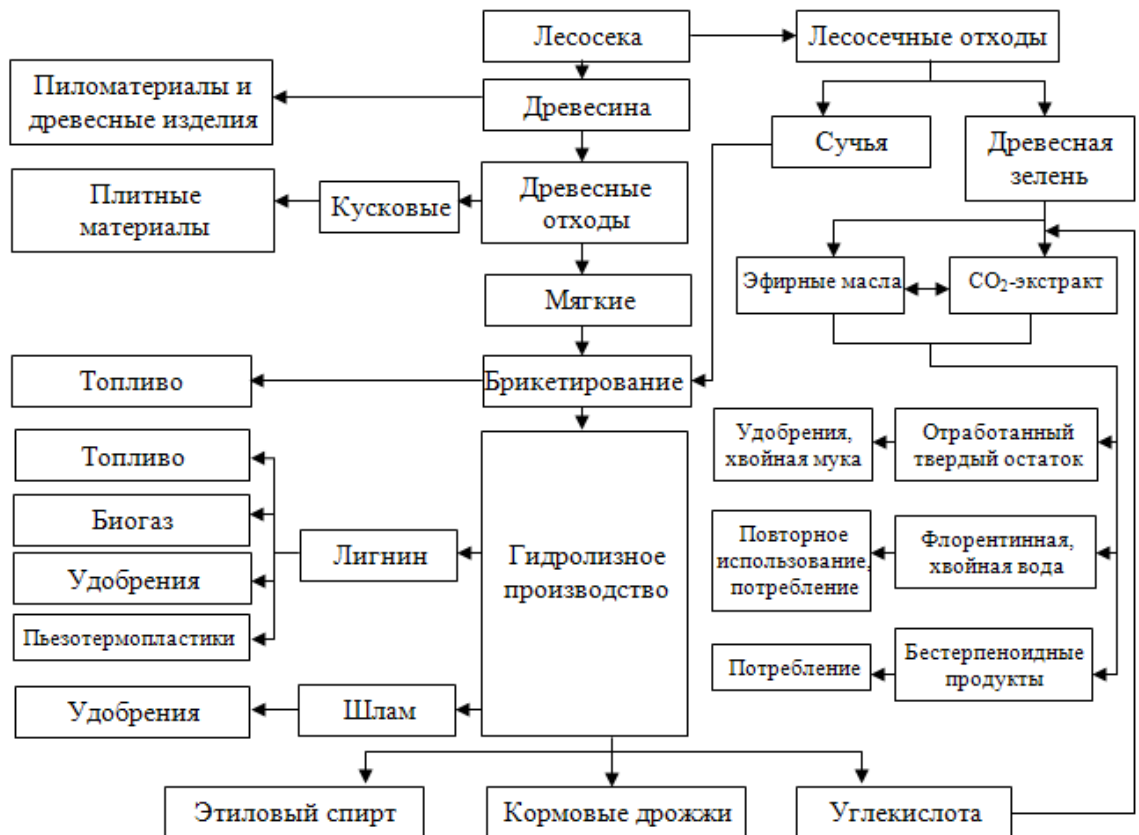 Лесосека
Лесосечные отходы
Пиломатериалы и
древесные изделия
Древесина
Сучья
Древесная
зелень
Плитные
материалы
Кусковые
Древесные
отходы
Эфирные масла
CO₂-экстракт
Мягкие
Топливо
Брикетирование
Удобрения,
хвойная мука
Отработанный
твердый остаток
Топливо
Биогаз
Лигнин
Гидролизное
производство
Повторное
использование,
потребление
Флорентинная,
хвойная вода
Удобрения
Пьезотермопластики
Потребление
Бестерпеноидные
продукты
Удобрения
Шлам
Этиловый спирт
Кормовые дрожжи
Углекислота